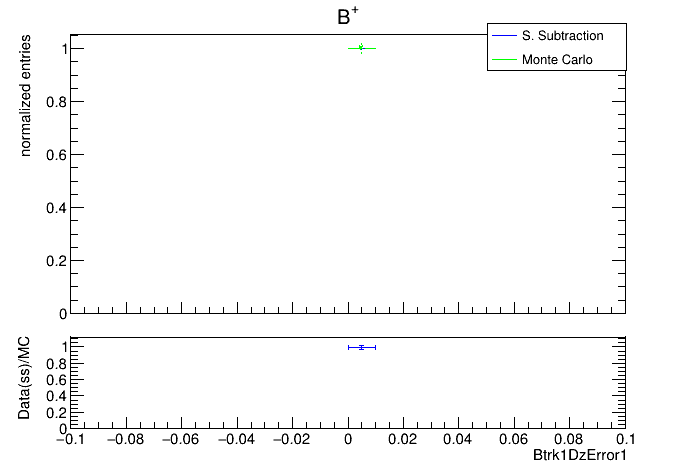 B⁺
S. Subtraction
Monte Carlo
normalized entries
1
0.8
0.6
0.4
0.2
0
Data(ss)/MC
1
0.8
0.6
0.4
0.2
0
−0.1 −0.08 −0.06 −0.04 −0.02 0 0.02 0.04 0.06 0.08 0.1
Btrk1DzError1